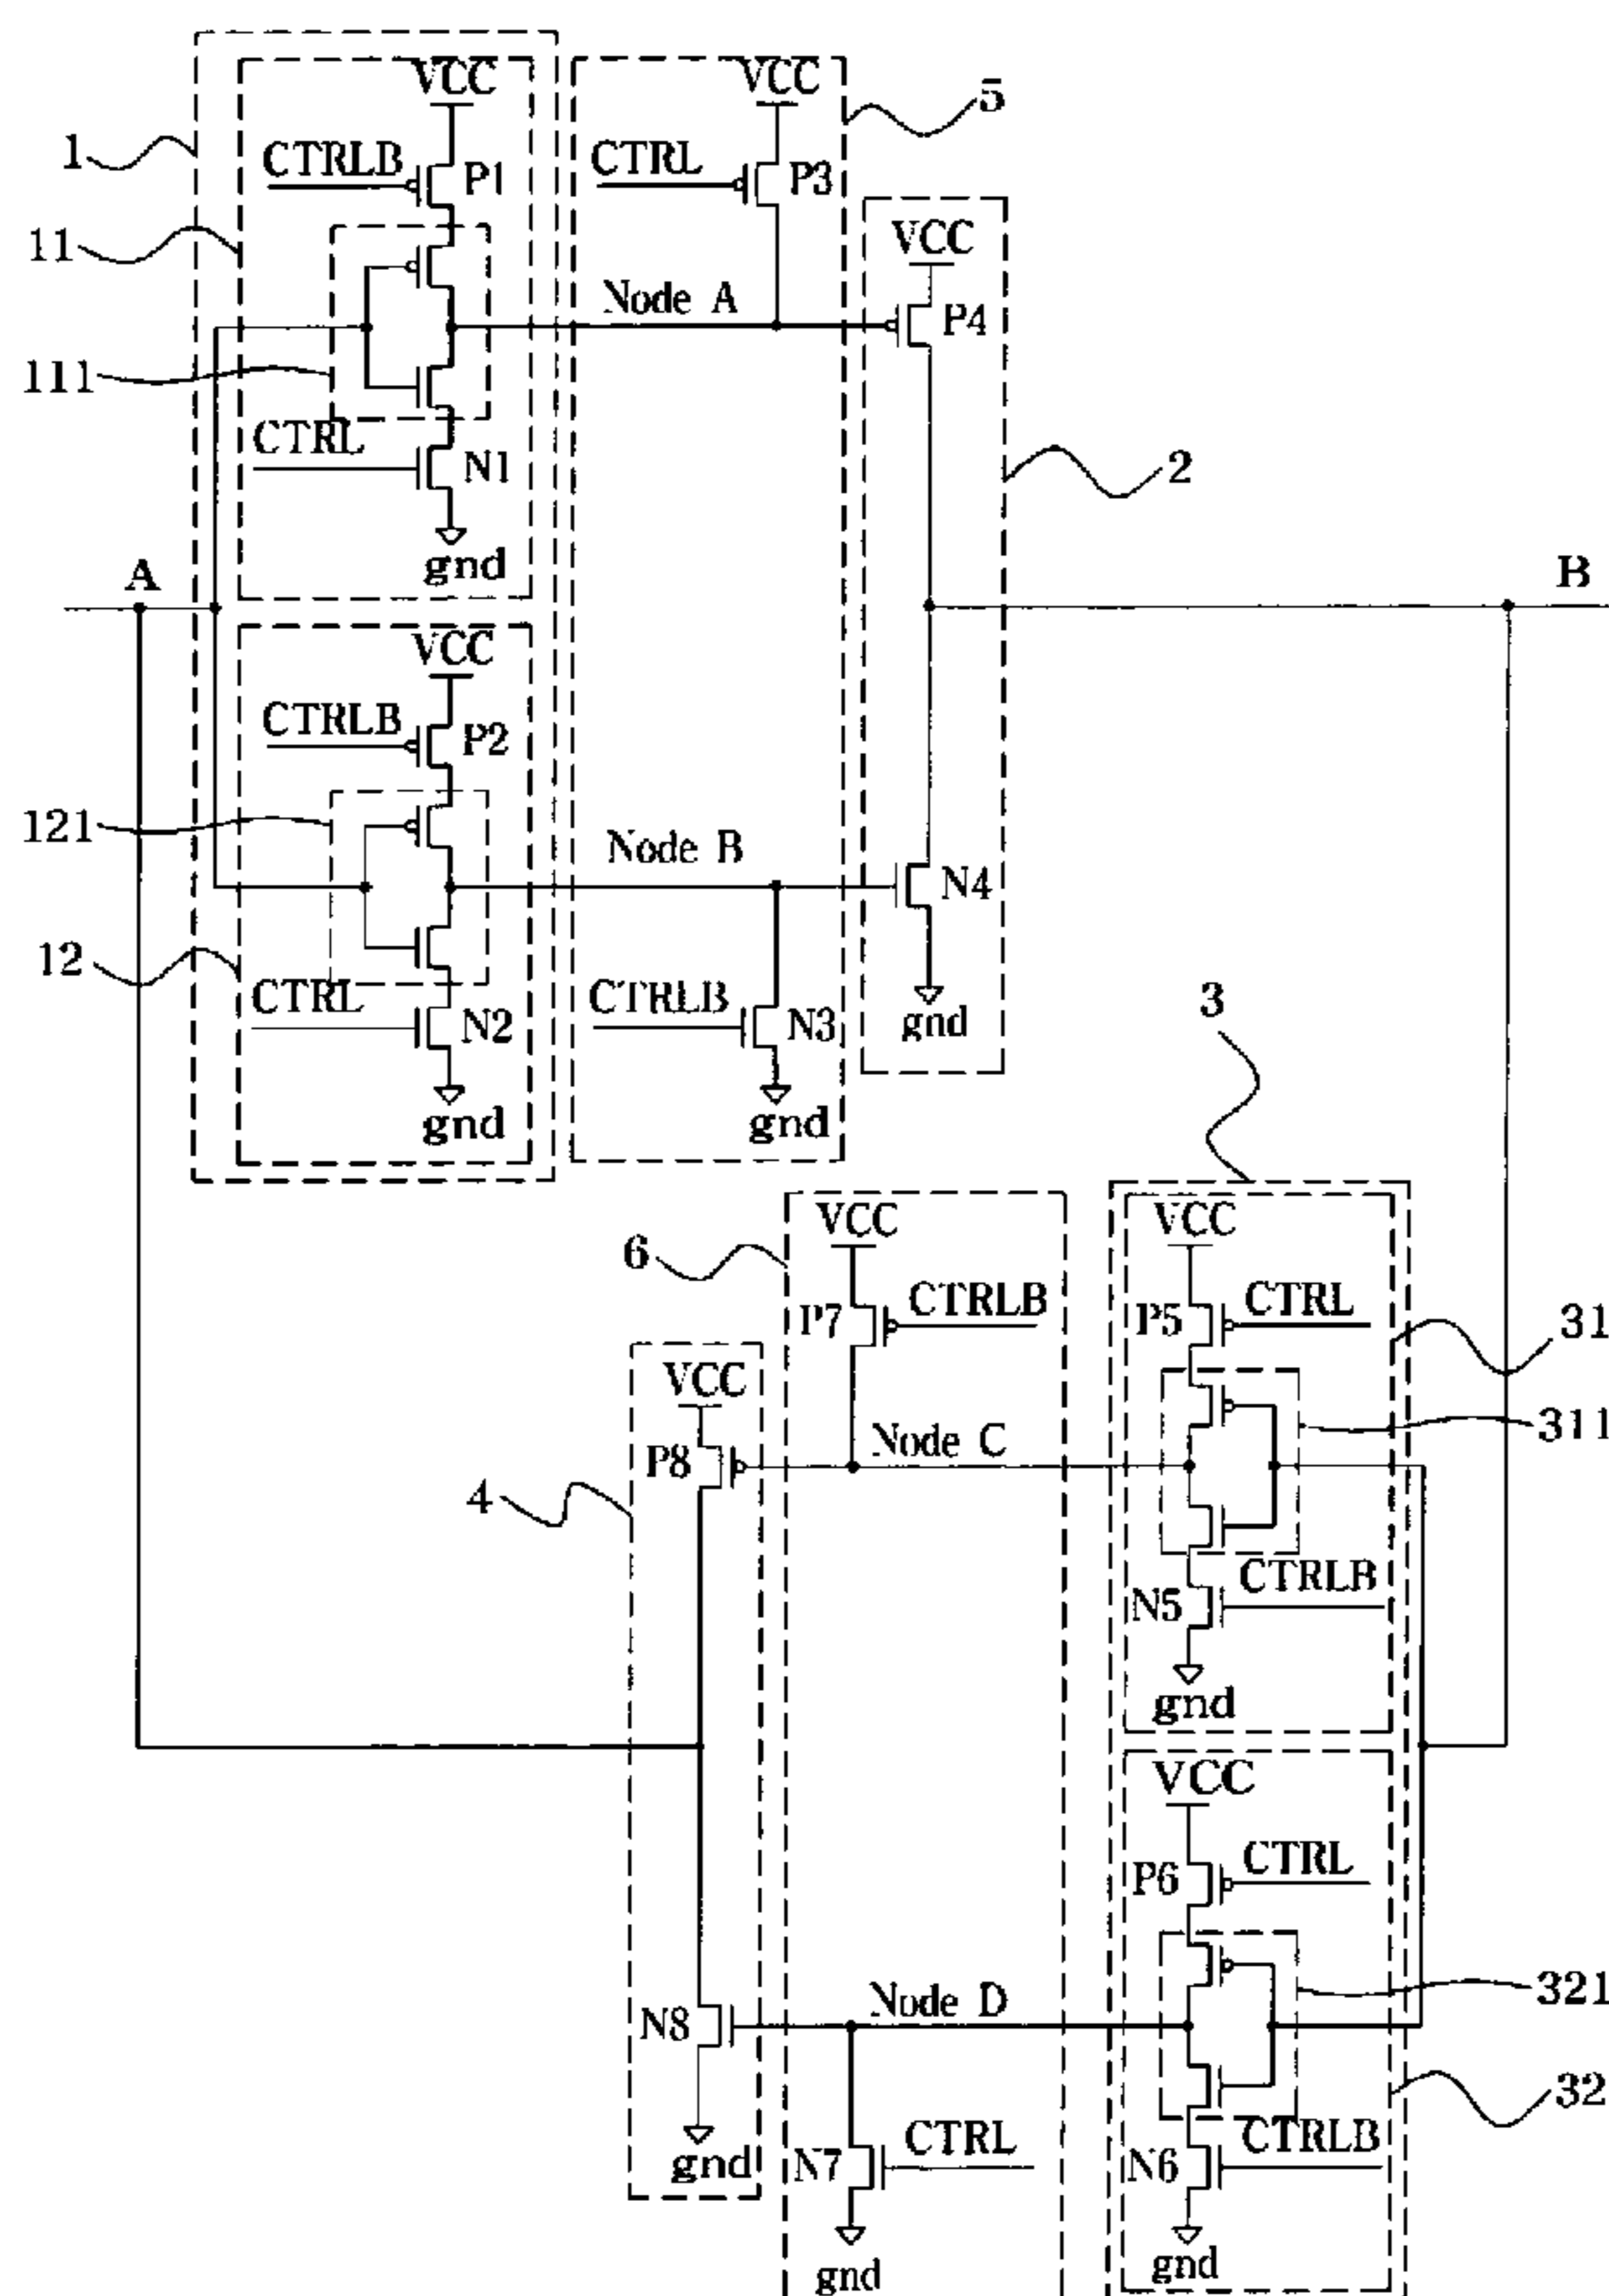 VCC
VCC
5
1
CTRLB
P1
CTRL
P3
11
VCC
Node A
P4
111
CTRL
N1
2
gnd
A
B
VCC
CTRLB
P2
121
Node B
N4
12
CTRL
N2
CTRLB
N3
gnd
3
gnd
gnd
VCC
VCC
6
P7
CTRLB
P5
CTRL
31
VCC
P8
Node C
311
4
CTRLB
N5
gnd
VCC
P6
CTRL
N8
Node D
321
32
gnd
N7
CTRL
N6
CTRLB
gnd
gnd